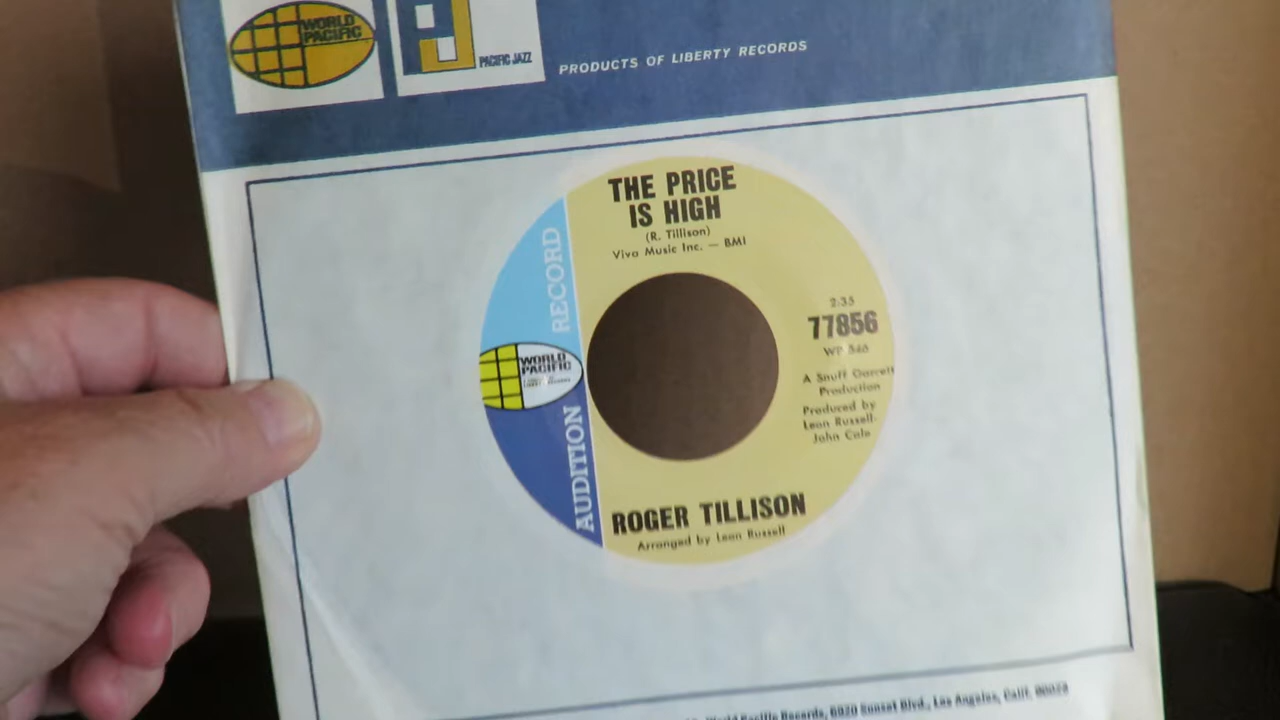 WORLD
PACIFIC
PJ
PACIFIC JAZZ
PRODUCTS OF LIBERTY RECORDS
THE PRICE
IS HIGH
(R. Tillison)
Viva Music Inc. — BMI
RECORD
WORLD
PACIFIC
AUDITION
2:35
77856
WP 546
A Snuff Garrett
Production
Produced by
Leon Russell-
John Cale
ROGER TILLISON
Arranged by Leon Russell
World Pacific Records, 6920 Sunset Blvd., Los Angeles, Calif. 90028